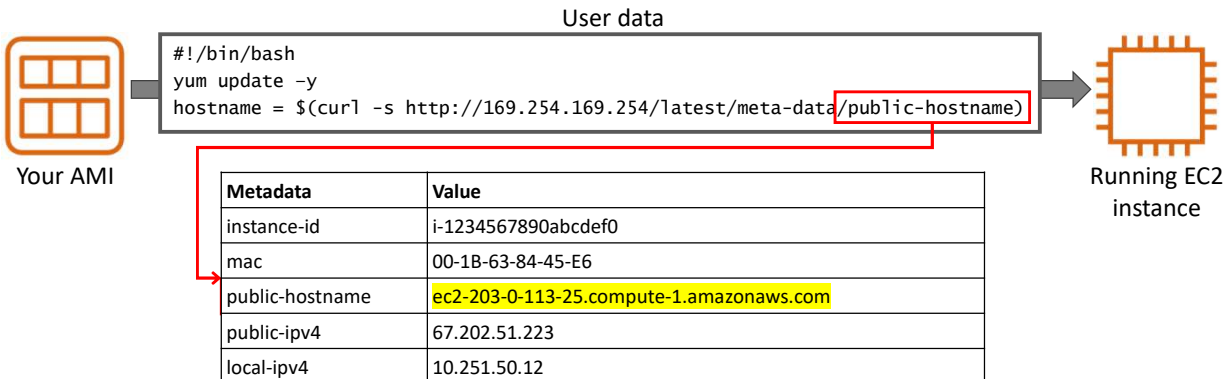 User data
#!/bin/bash
yum update –y
hostname = $(curl -s http://169.254.169.254/latest/meta-data/public-hostname)
Your AMI
Running EC2
instance
Metadata Value
instance-id i-1234567890abcdef0
mac 00-1B-63-84-45-E6
public-hostname ec2-203-0-113-25.compute-1.amazonaws.com
public-ipv4 67.202.51.223
local-ipv4 10.251.50.12